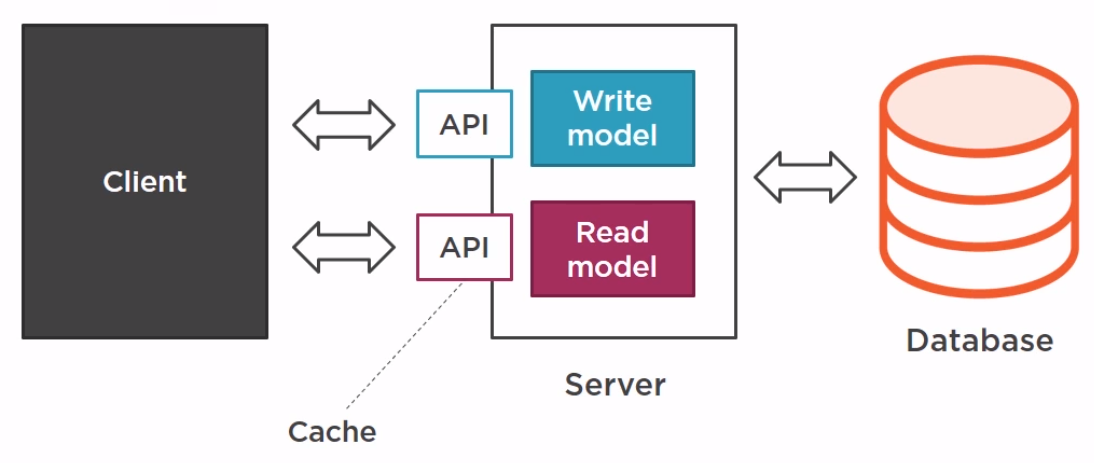 Client
API
Write
model
API
Read
model
Database
Server
Cache